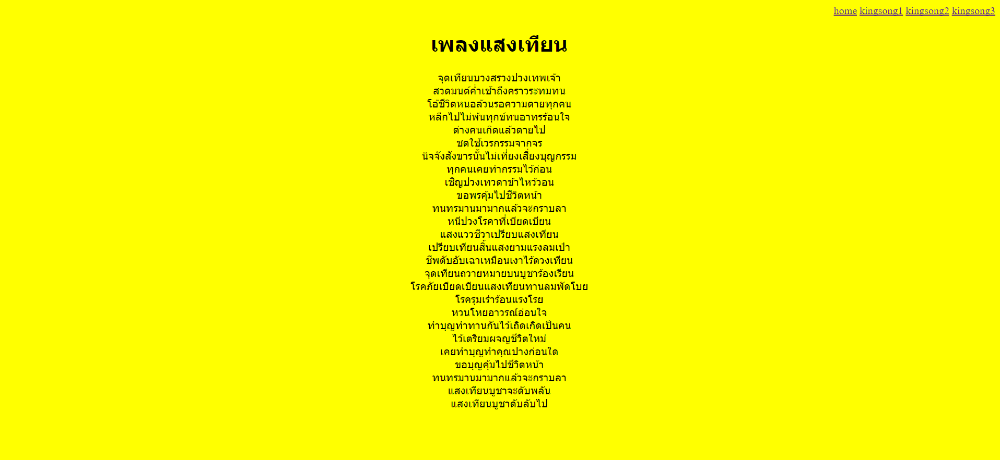 home kingsong1 kingsong2 kingsong3
เพลงแสงเทียน
จุดเทียนบวงสรวงปวงเทพเจ้า
สวดมนต์ค่ำเช้าถึงคราวระทมทน
โอ้ชีวิตหนอล้วนรอความตายทุกคน
หลีกไปไม่พ้นทุกข์ทนอาทรร้อนใจ
ต่างคนเกิดแล้วตายไป
ชดใช้เวรกรรมจากจร
นิจจังสังขารนั้นไม่เที่ยงเสี่ยงบุญกรรม
ทุกคนเคยทำกรรมไว้ก่อน
เชิญปวงเทวดาข้าไหว้วอน
ขอพรคุ้มไปชีวิตหน้า
ทนทรมานมามากแล้วจะกราบลา
หนีปวงโรคาที่เบียดเบียน
แสงแววชีวาเปรียบแสงเทียน
เปรียบเทียนสิ้นแสงยามแรงลมเป่า
ชีพดับอับเฉาเหมือนเงาไร้ดวงเทียน
จุดเทียนถวายหมายบนบูชาร้องเรียน
โรคภัยเบียดเบียนแสงเทียนทานลมพัดโบย
โรครุมเร่าร้อนแรงโรย
หวนโหยอาวรณ์อ่อนใจ
ทำบุญทำทานกันไว้เถิดเกิดเป็นคน
ไว้เตรียมผจญชีวิตใหม่
เคยทำบุญทำคุณปางก่อนใด
ขอบุญคุ้มไปชีวิตหน้า
ทนทรมานมามากแล้วจะกราบลา
แสงเทียนบูชาจะดับพลัน
แสงเทียนบูชาดับลับไป